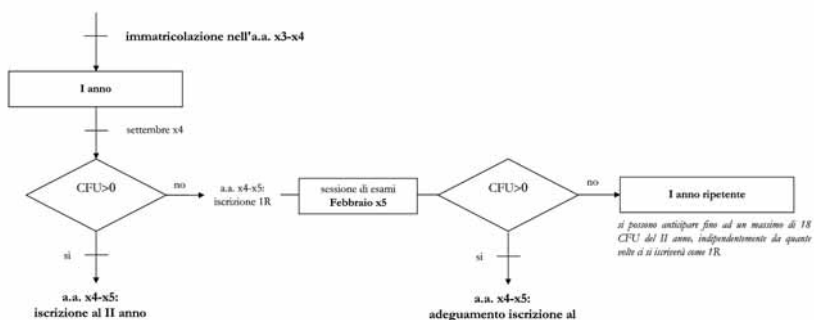 immatricolazione nell'a.a. x3-x4
I anno
settembre x4
CFU>0
no
a.a. x4-x5:
iscrizione 1R
sessione di esami
Febbraio x5
CFU>0
no
I anno ripetente
si possono anticipare fino ad un massimo di 18
CFU del II anno, indipendentemente da quante
volte ci si iscriverà come 1R
si
si
a.a. x4-x5:
iscrizione al II anno
a.a. x4-x5:
adeguamento iscrizione al